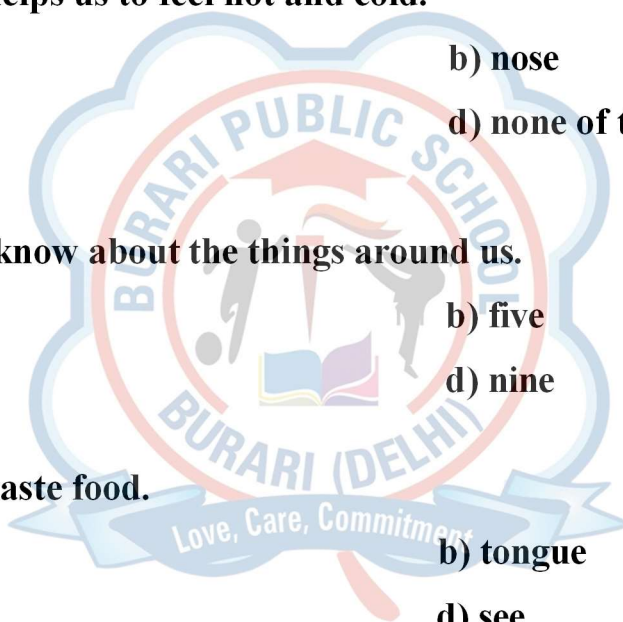 helps us to feel hot and cold.
b) nose
d) none of t
know about the things around us.
b) five
d) nine
aste food.
b) tongue
d) see
BURARI PUBLIC SCHOOL
BURARI (DELHI)
Love, Care, Commitment